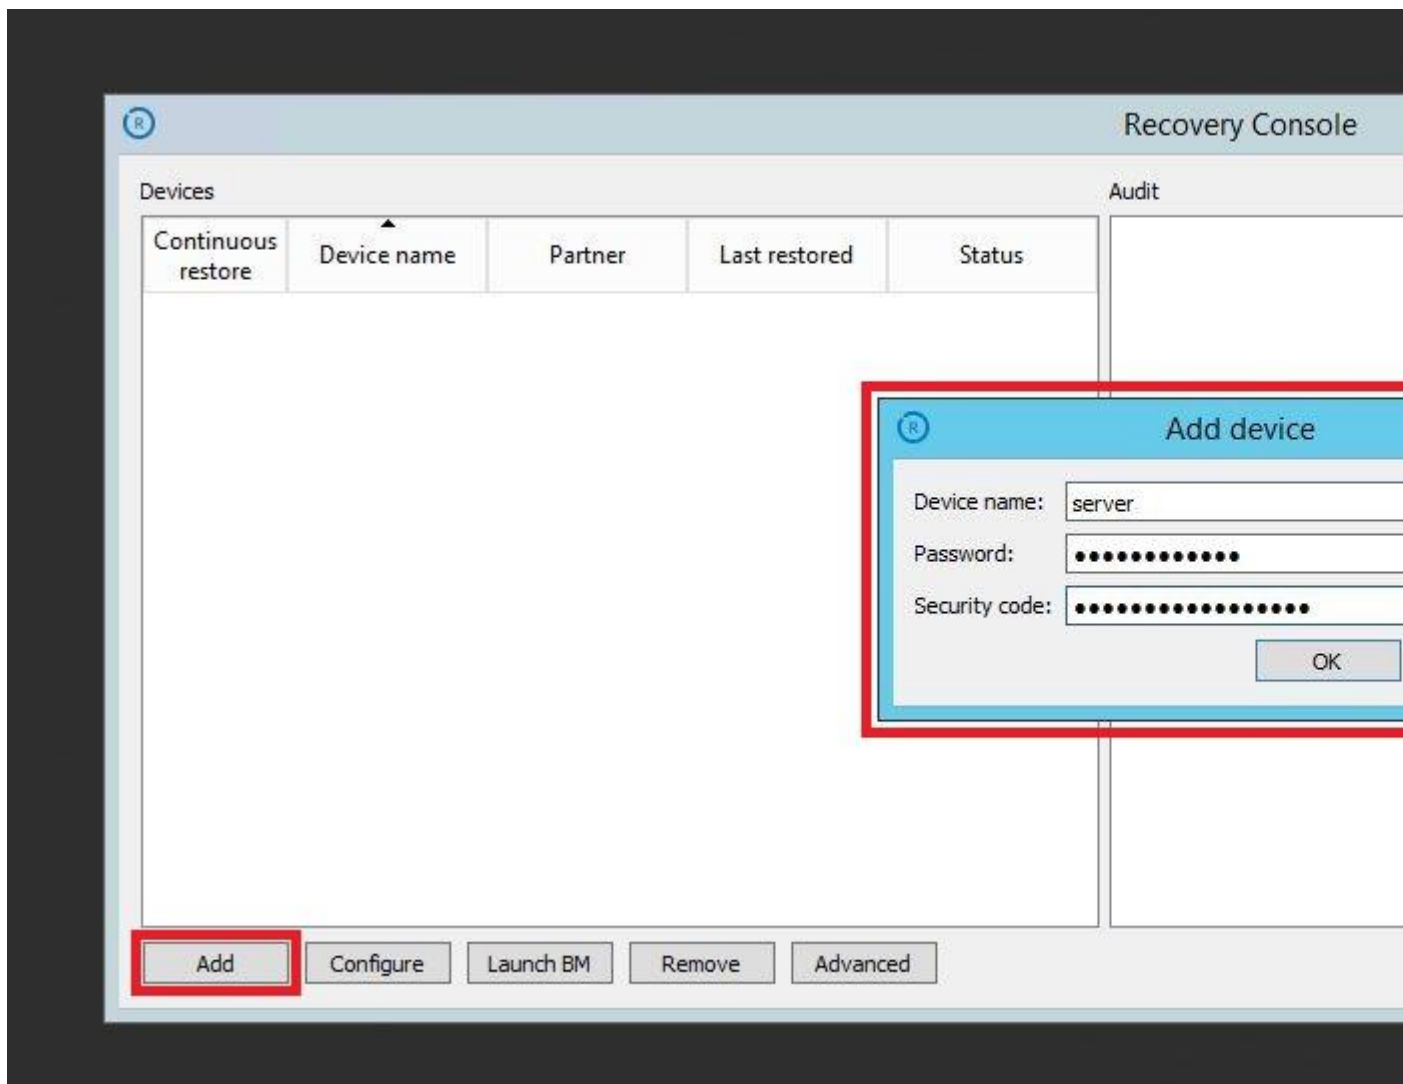 R
Recovery Console
Devices
Audit
Continuous restore
Device name
Partner
Last restored
Status
R
Add device
Device name:
server
Password:
••••••••••••
Security code:
•••••••••••••••••
OK
Add
Configure
Launch BM
Remove
Advanced